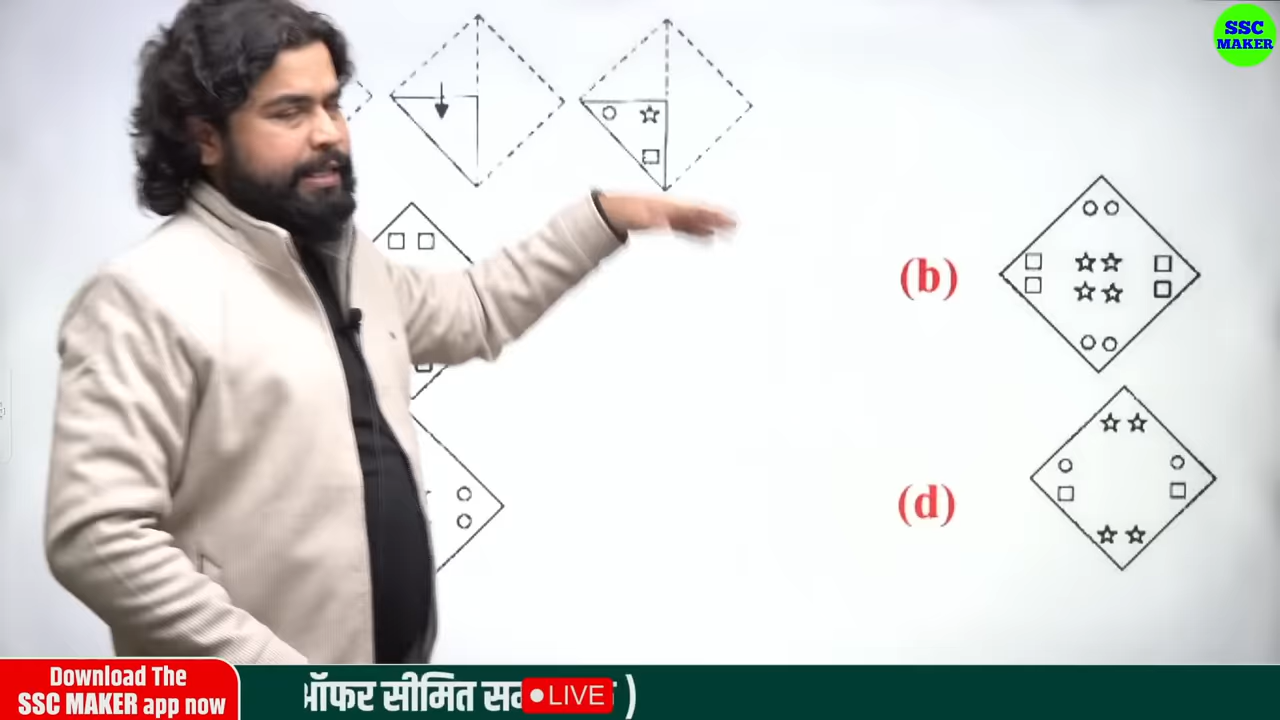 SSC
MAKER
(b)
(d)
Download The
SSC MAKER app now
ऑफर सीमित
LIVE
)